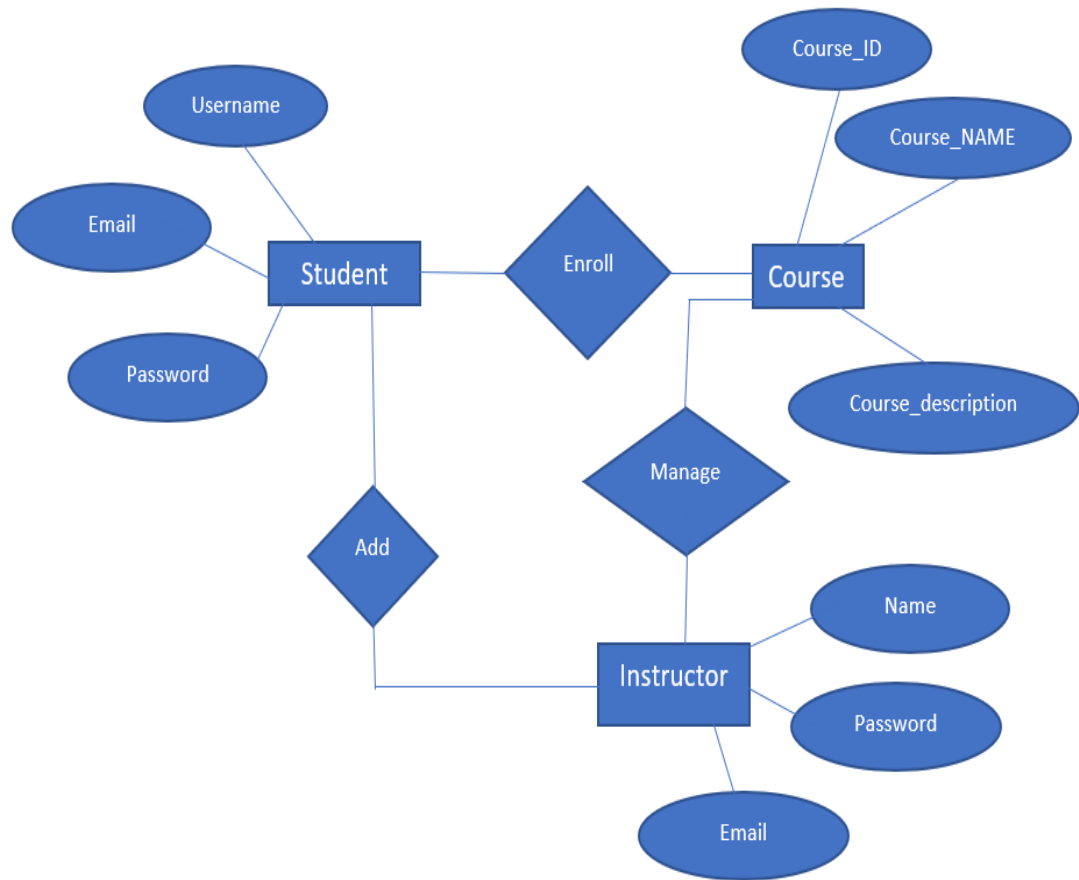 Course_ID
Username
Course_NAME
Email
Enroll
Student
Course
Password
Course_description
Manage
Add
Name
Instructor
Password
Email